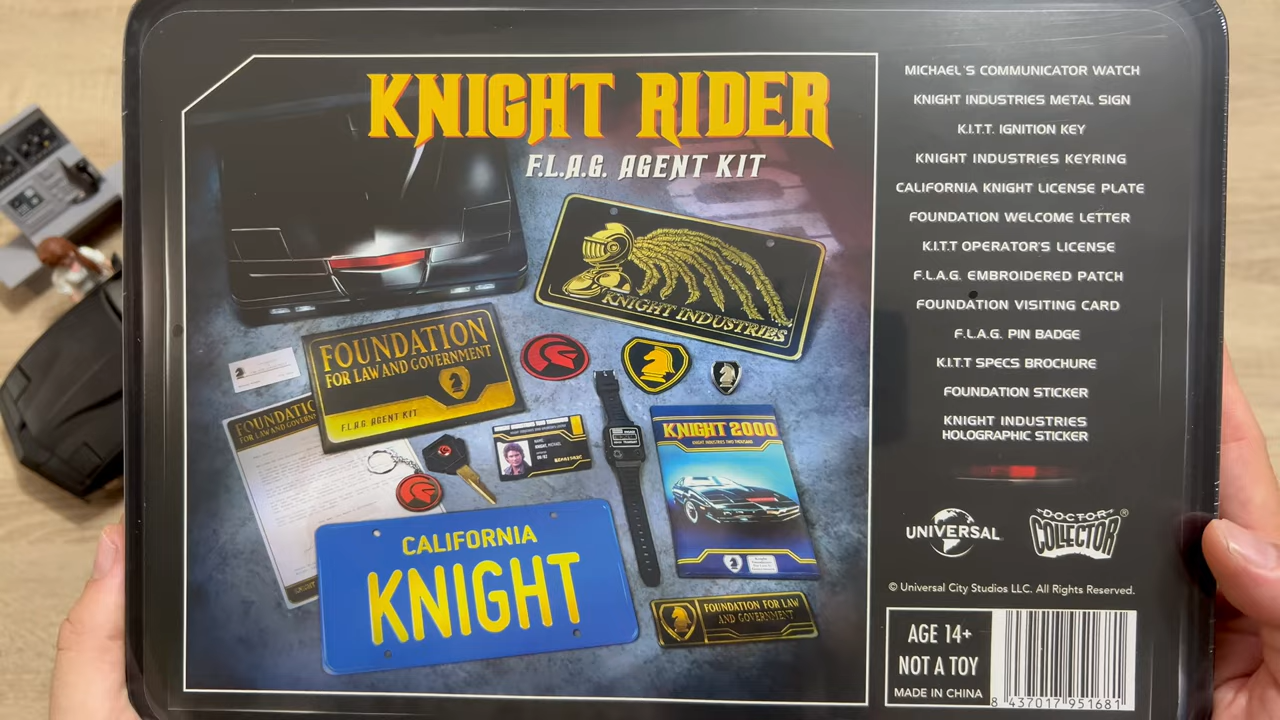 KNIGHT RIDER
F.L.A.G. AGENT KIT
KNIGHT INDUSTRIES
FOUNDATION
FOR LAW AND GOVERNMENT
F.L.A.G. AGENT KIT
FOUNDATION
FOR LAW AND
KNIGHT 2000
KNIGHT INDUSTRIES TWO THOUSAND
CALIFORNIA
KNIGHT
FOUNDATION FOR LAW
AND GOVERNMENT
MICHAEL'S COMMUNICATOR WATCH
KNIGHT INDUSTRIES METAL SIGN
K.I.T.T. IGNITION KEY
KNIGHT INDUSTRIES KEYRING
CALIFORNIA KNIGHT LICENSE PLATE
FOUNDATION WELCOME LETTER
K.I.T.T OPERATOR'S LICENSE
F.L.A.G. EMBROIDERED PATCH
FOUNDATION VISITING CARD
F.L.A.G. PIN BADGE
K.I.T.T SPECS BROCHURE
FOUNDATION STICKER
KNIGHT INDUSTRIES
HOLOGRAPHIC STICKER
UNIVERSAL
DOCTOR
COLLECTOR®
© Universal City Studios LLC. All Rights Reserved.
AGE 14+
NOT A TOY
MADE IN CHINA
8 437017 951681